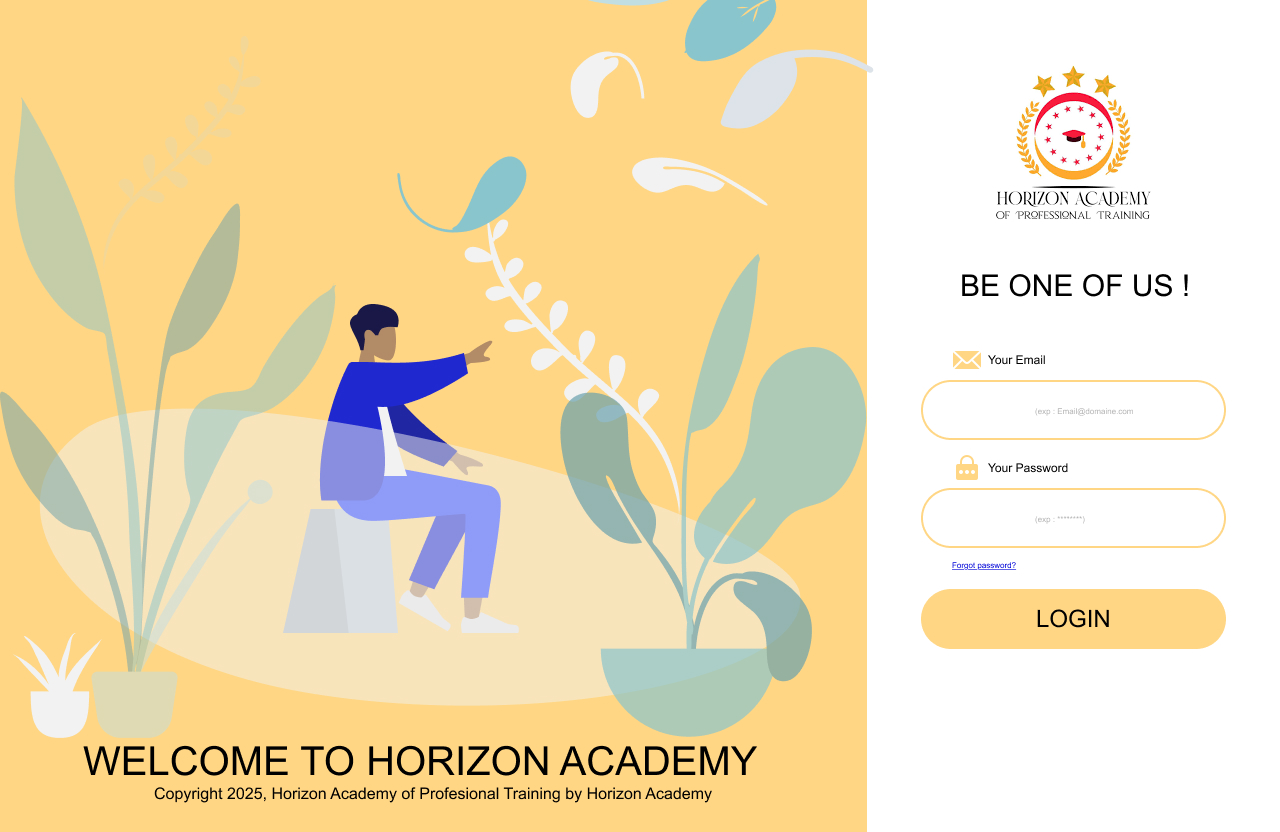 HORIZON ACADEMY
OF PROFESSIONAL TRAINING
BE ONE OF US !
Your Email
(exp : Email@domaine.com
Your Password
(exp : ********)
Forgot password?
LOGIN
WELCOME TO HORIZON ACADEMY
Copyright 2025, Horizon Academy of Profesional Training by Horizon Academy